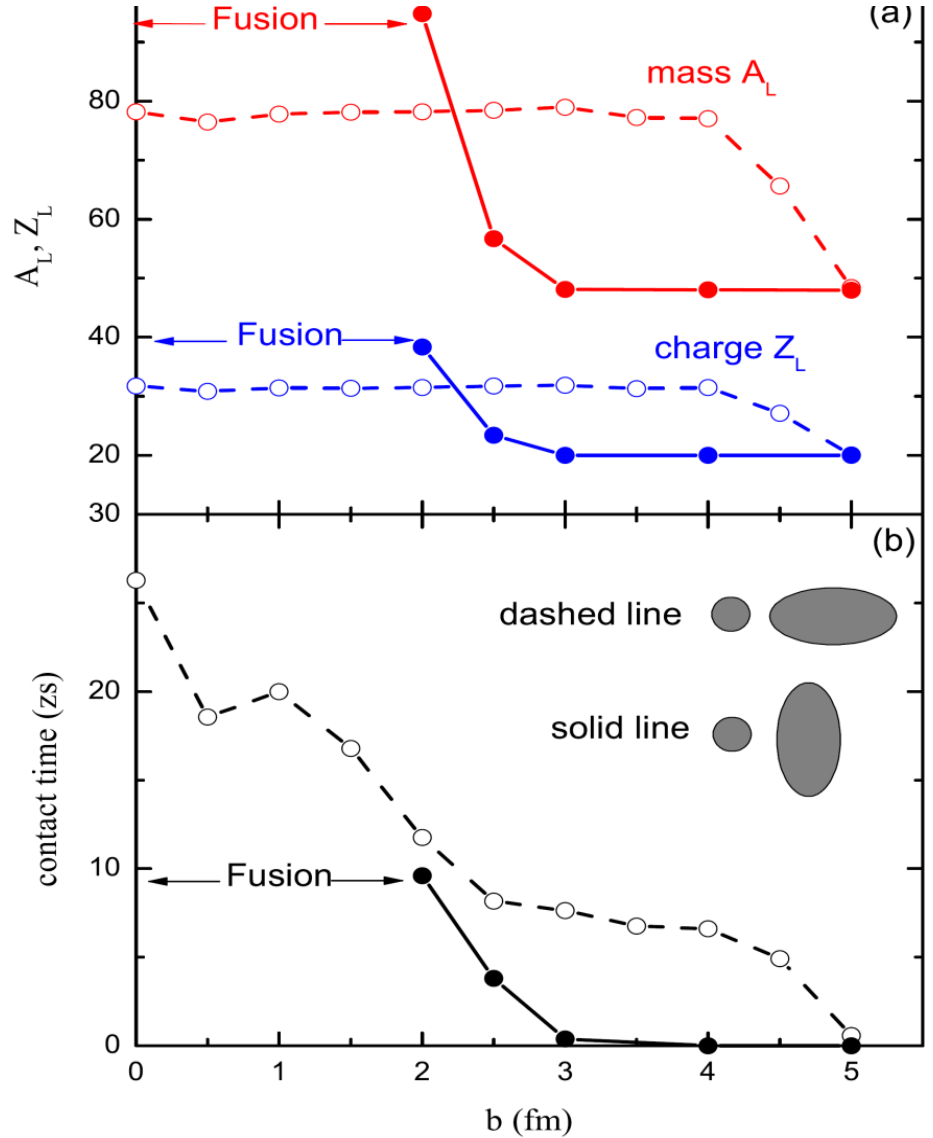 (a)
Fusion
mass A_L
80
60
A_L, Z_L
Fusion
40
charge Z_L
20
30
(b)
dashed line
20
solid line
contact time (zs)
Fusion
10
0
0 1 2 3 4 5
b (fm)